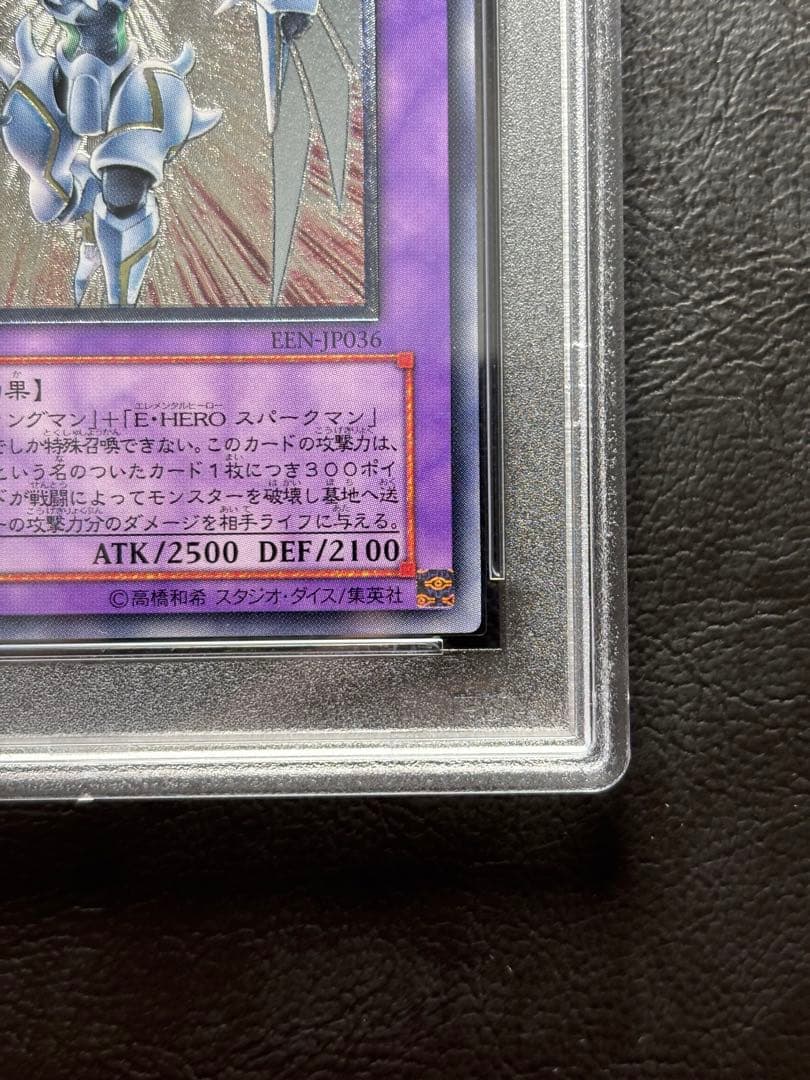 EEN-JP036
果】
ングマン」＋「E・HERO スパークマン」
でしか特殊召喚できない。このカードの攻撃力は、
という名のついたカード１枚につき３００ポイ
ドが戦闘によってモンスターを破壊し墓地へ送
ーの攻撃力分のダメージを相手ライフに与える。
ATK/2500 DEF/2100
©高橋和希 スタジオ・ダイス/集英社